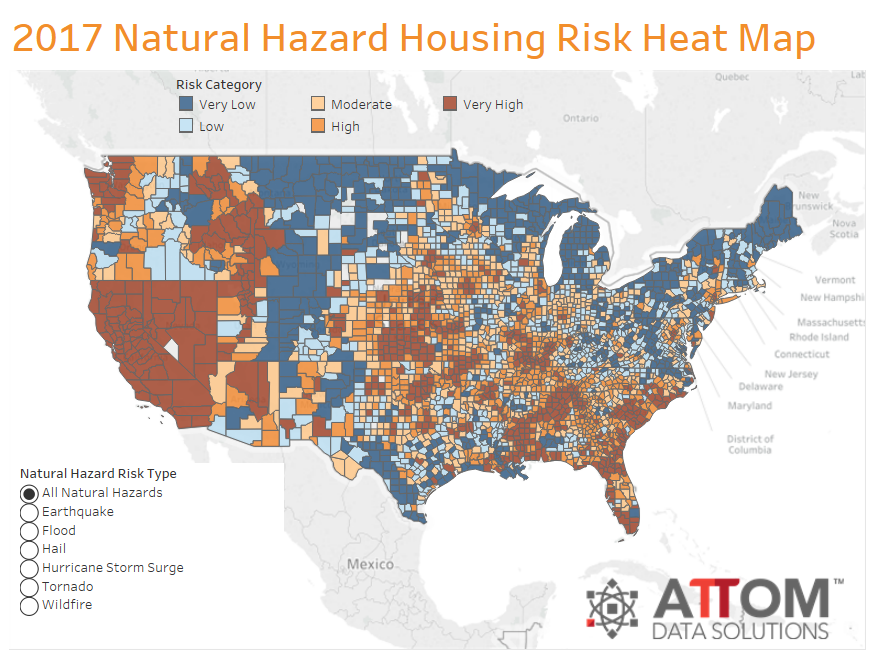 2017 Natural Hazard Housing Risk Heat Map
Quebec
Ontario
Risk Category
Very Low
Moderate
Very High
Low
High
New
Nova
Scotia
Vermont
New Hampshi
Massachusetts
Rhode Island
Connecticut
New Jersey
Delaware
Maryland
District of
Columbia
Natural Hazard Risk Type
All Natural Hazards
Earthquake
Flood
Hail
Hurricane Storm Surge
Tornado
Wildfire
Mexico
ATTOM™
DATA SOLUTIONS